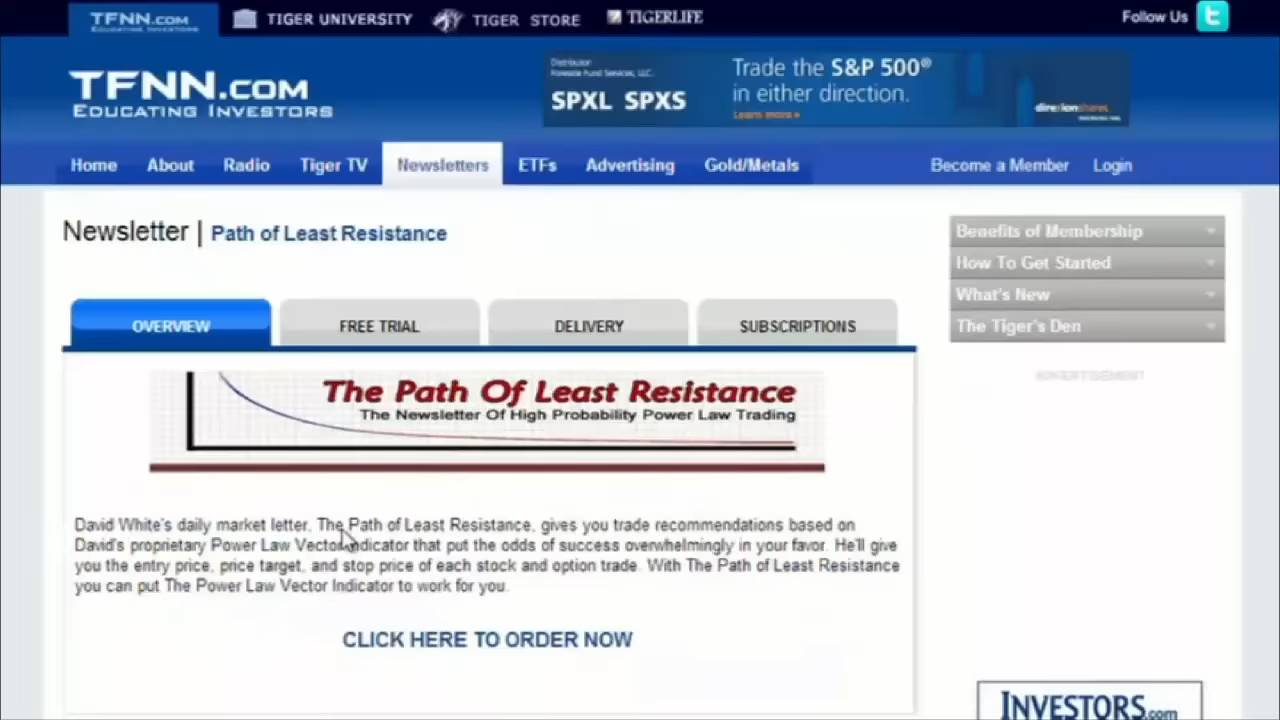 TFNN.COM
EDUCATING INVESTORS
TIGER UNIVERSITY
TIGER STORE
TIGERLIFE
Follow Us
TFNN.COM
EDUCATING INVESTORS
Distributor
SPXL SPXS
Trade the S&P 500®
in either direction.
Learn more
direxionshares
Home About Radio Tiger TV Newsletters ETFs Advertising Gold/Metals Become a Member Login
Newsletter | Path of Least Resistance
Benefits of Membership
How To Get Started
What's New
The Tiger's Den
ADVERTISEMENT
OVERVIEW FREE TRIAL DELIVERY SUBSCRIPTIONS
The Path Of Least Resistance
The Newsletter Of High Probability Power Law Trading
David White's daily market letter, The Path of Least Resistance, gives you trade recommendations based on
David's proprietary Power Law Vector Indicator that put the odds of success overwhelmingly in your favor. He'll give
you the entry price, price target, and stop price of each stock and option trade. With The Path of Least Resistance
you can put The Power Law Vector Indicator to work for you.
CLICK HERE TO ORDER NOW
INVESTORS.com